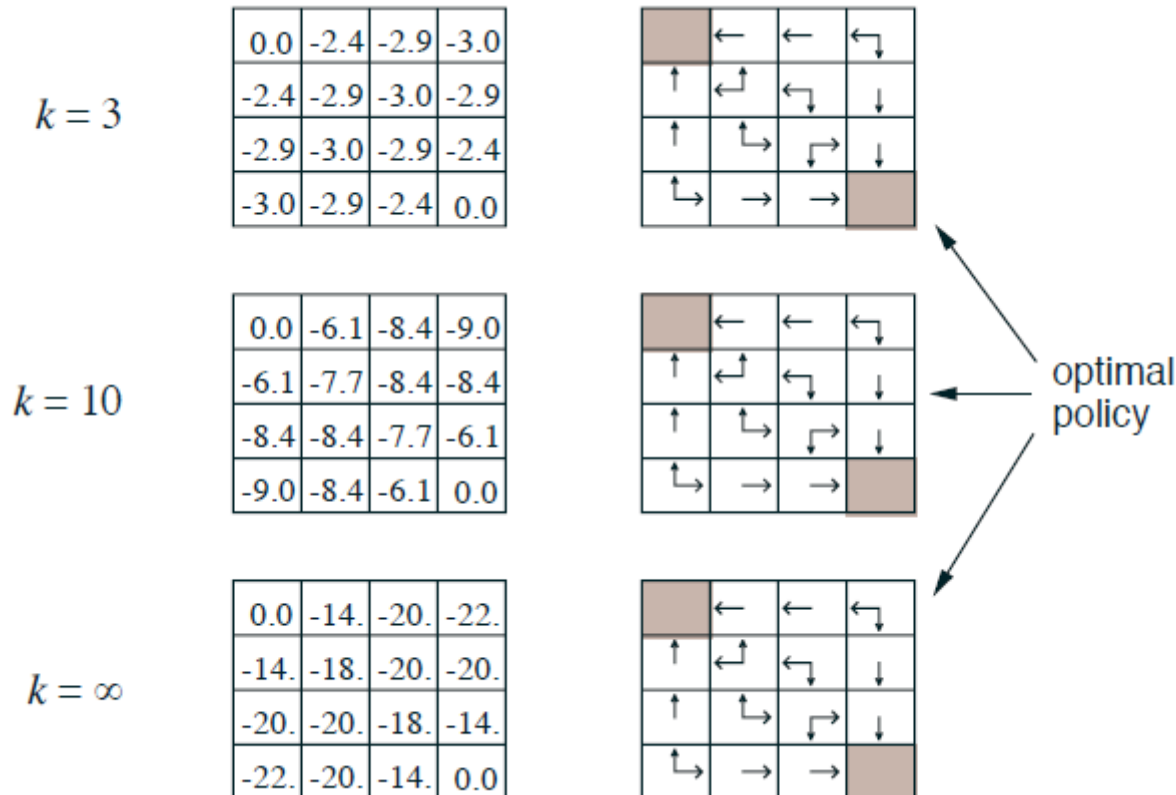 0.0 -2.4 -2.9 -3.0
-2.4 -2.9 -3.0 -2.9
k = 3
-2.9 -3.0 -2.9 -2.4
-3.0 -2.9 -2.4 0.0
0.0 -6.1 -8.4 -9.0
-6.1 -7.7 -8.4 -8.4
k = 10
-8.4 -8.4 -7.7 -6.1
-9.0 -8.4 -6.1 0.0
optimal
policy
0.0 -14. -20. -22.
-14. -18. -20. -20.
k = ∞
-20. -20. -18. -14.
-22. -20. -14. 0.0